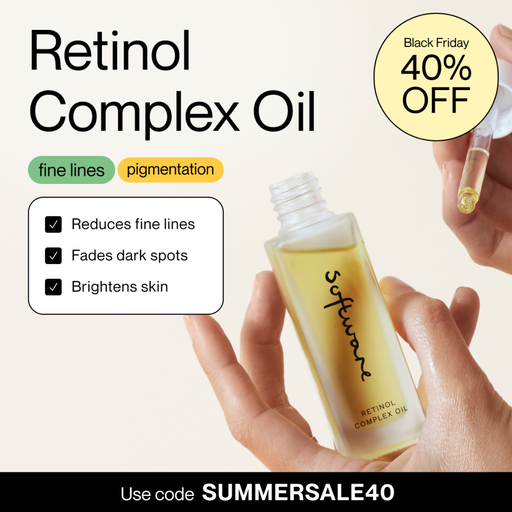 Retinol
Complex Oil
Black Friday
40%
OFF
fine lines
pigmentation
Reduces fine lines
Fades dark spots
Brightens skin
software
RETINOL
COMPLEX OIL
Use code SUMMERSALE40